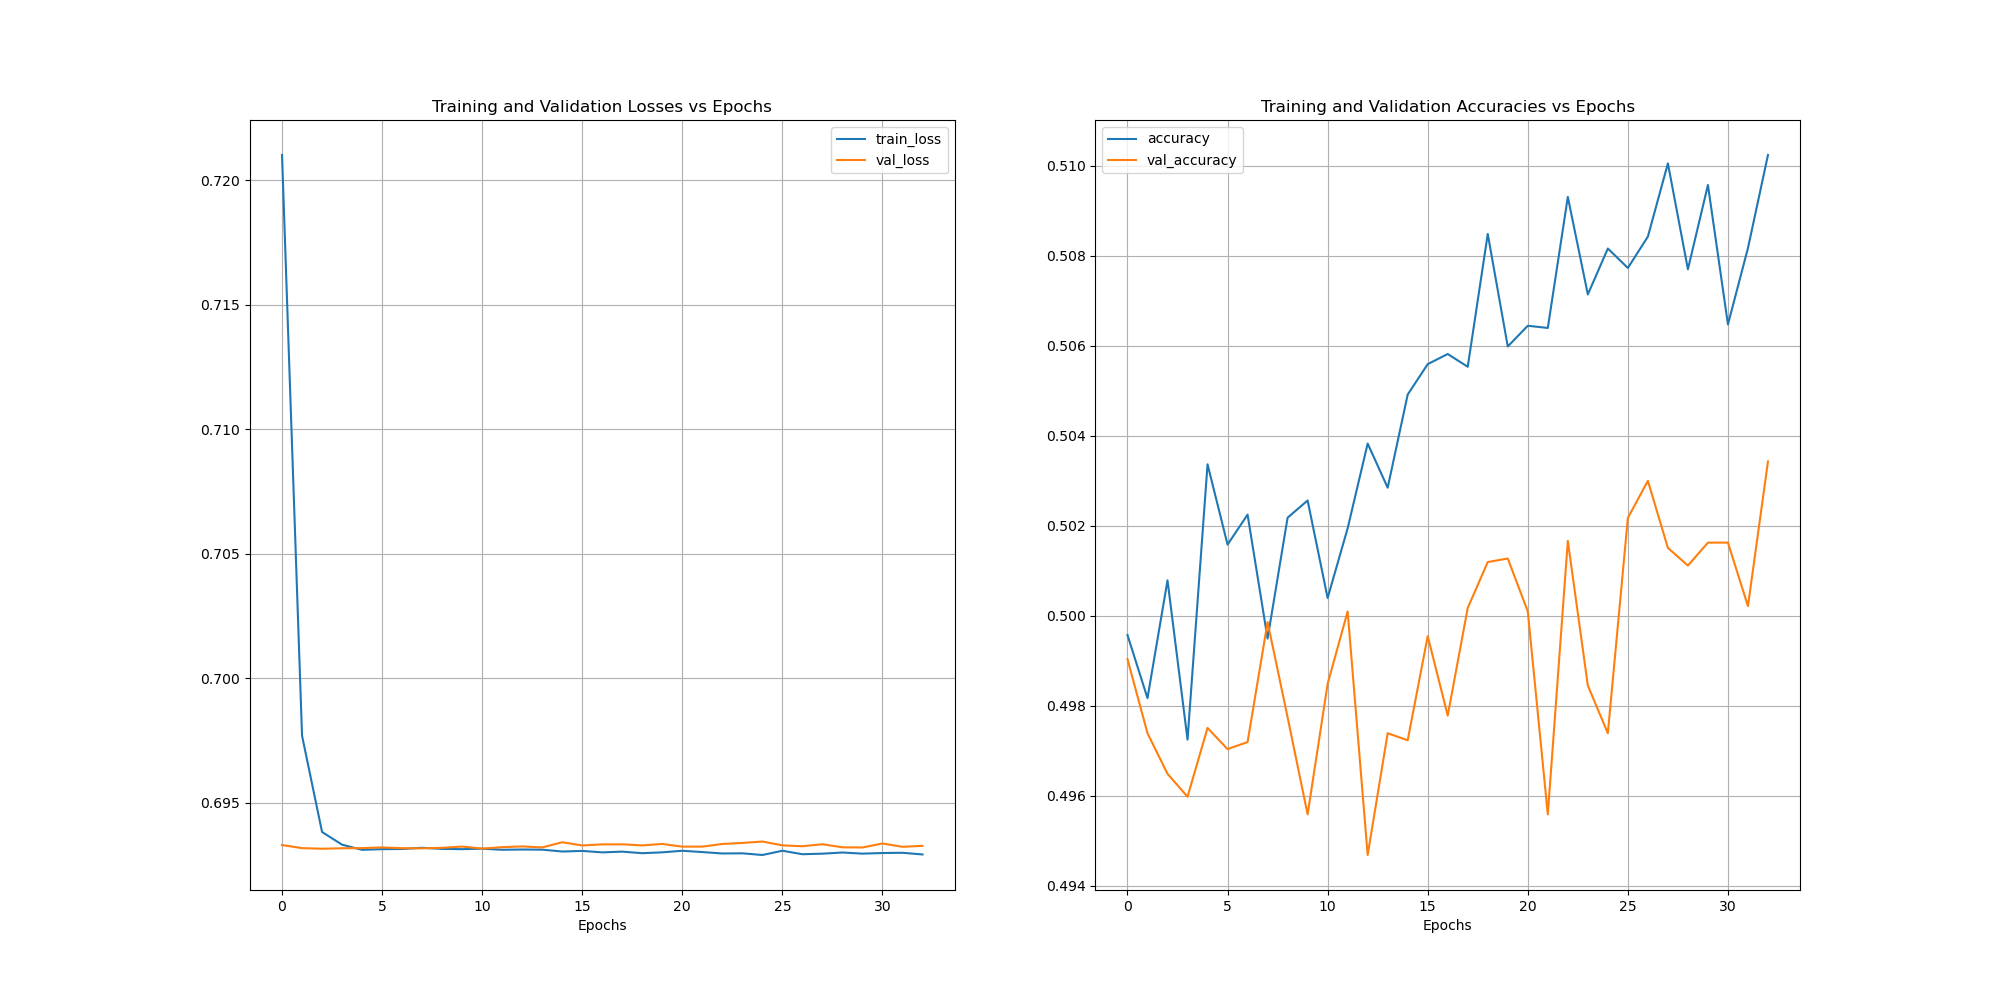 Training and Validation Losses vs Epochs
train_loss
val_loss
0.720
0.715
0.710
0.705
0.700
0.695
0 5 10 15 20 25 30
Epochs
Training and Validation Accuracies vs Epochs
accuracy
val_accuracy
0.510
0.508
0.506
0.504
0.502
0.500
0.498
0.496
0.494
0 5 10 15 20 25 30
Epochs